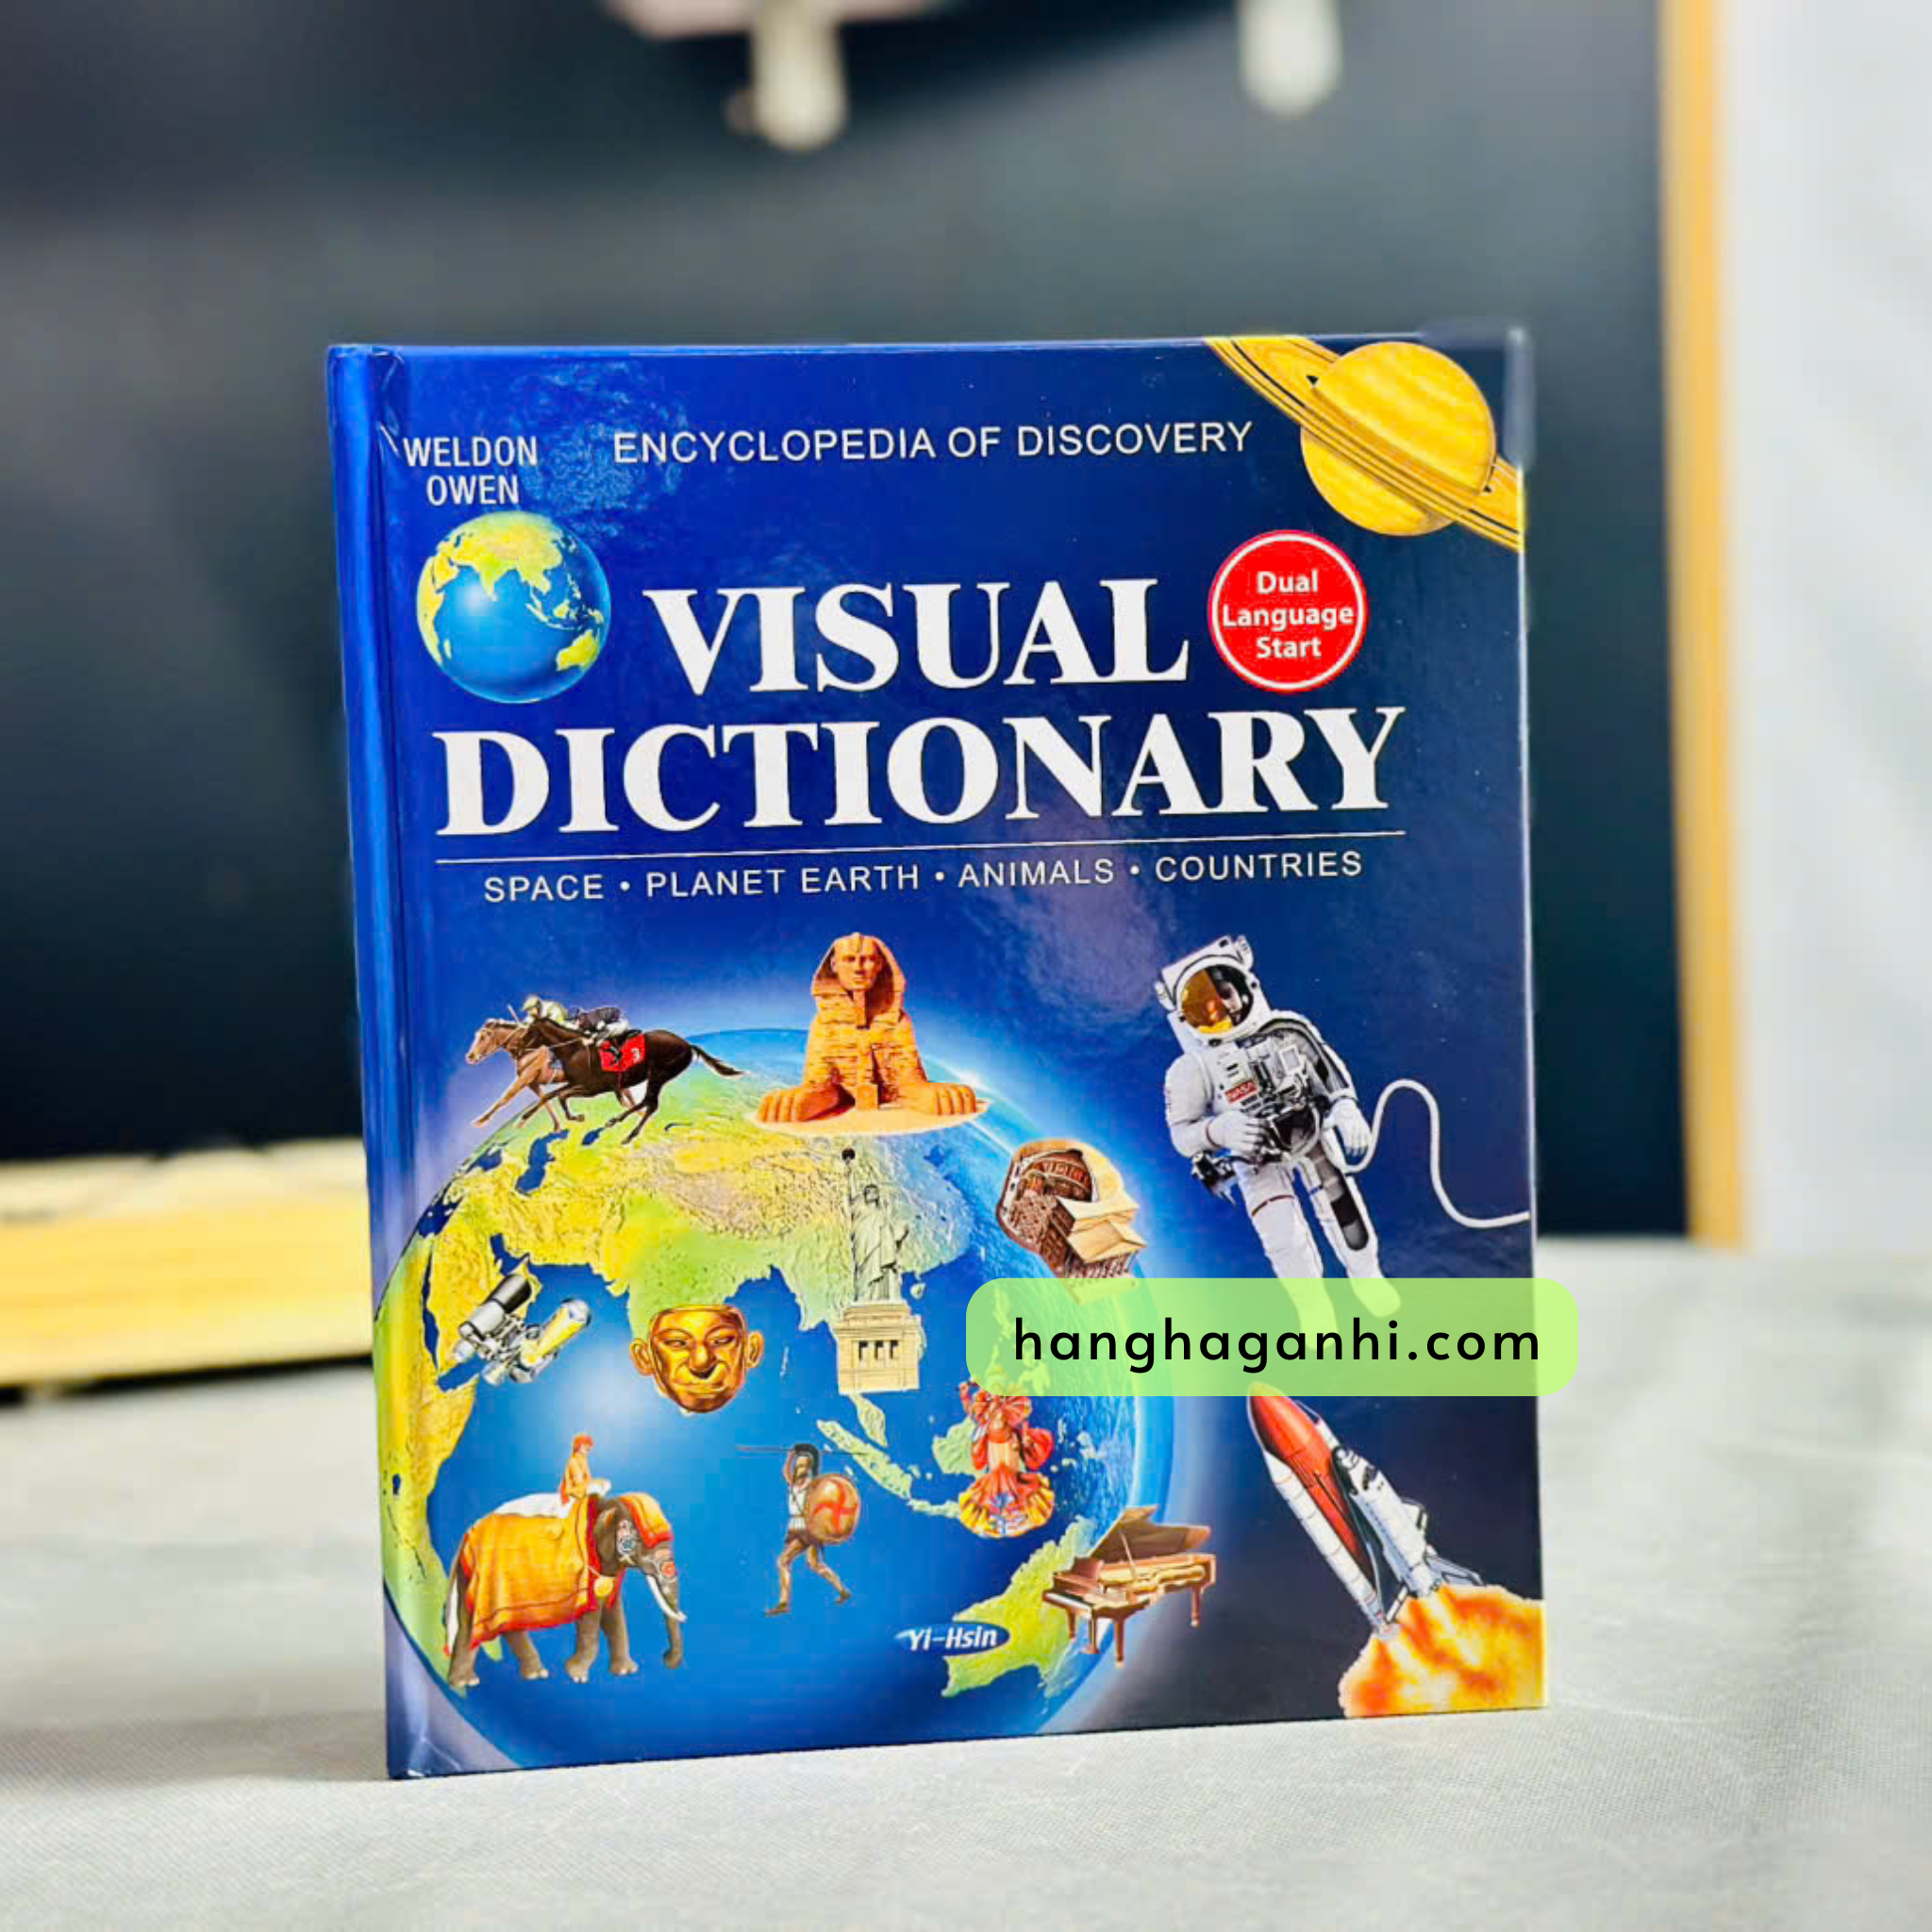 WELDON
OWEN
ENCYCLOPEDIA OF DISCOVERY
VISUAL
DICTIONARY
Dual
Language
Start
SPACE • PLANET EARTH • ANIMALS • COUNTRIES
NASA
hanghaganhi.com
Yi-Hsin